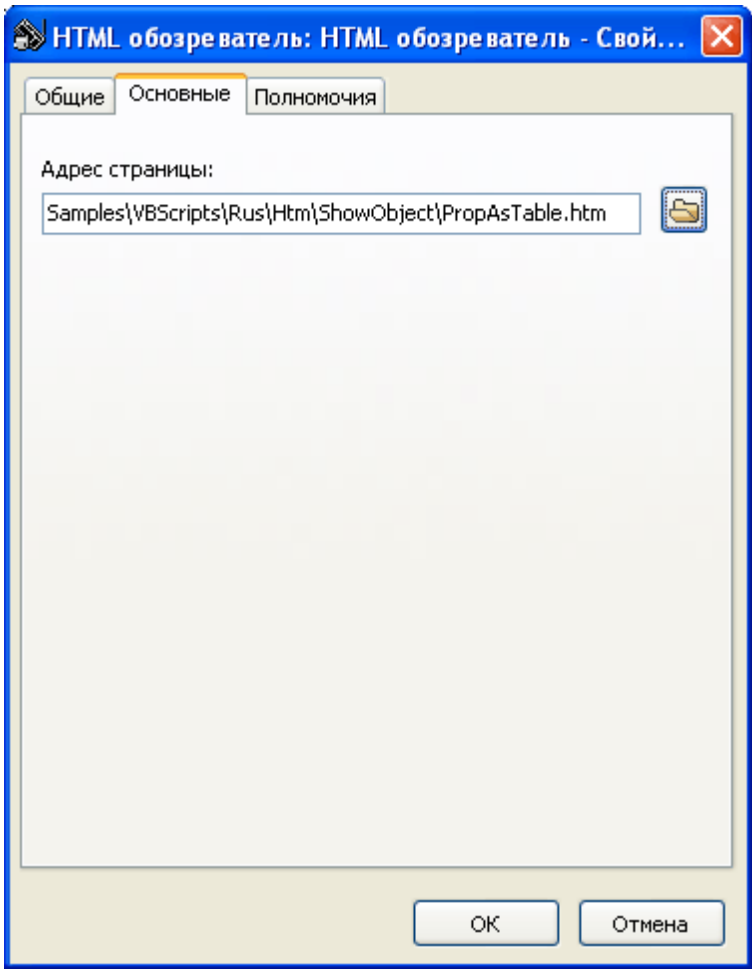 HTML обозреватель: HTML обозреватель - Свой...
Общие Основные Полномочия
Адрес страницы:
Samples\VBScripts\Rus\Htm\ShowObject\PropAsTable.htm
OK Отмена